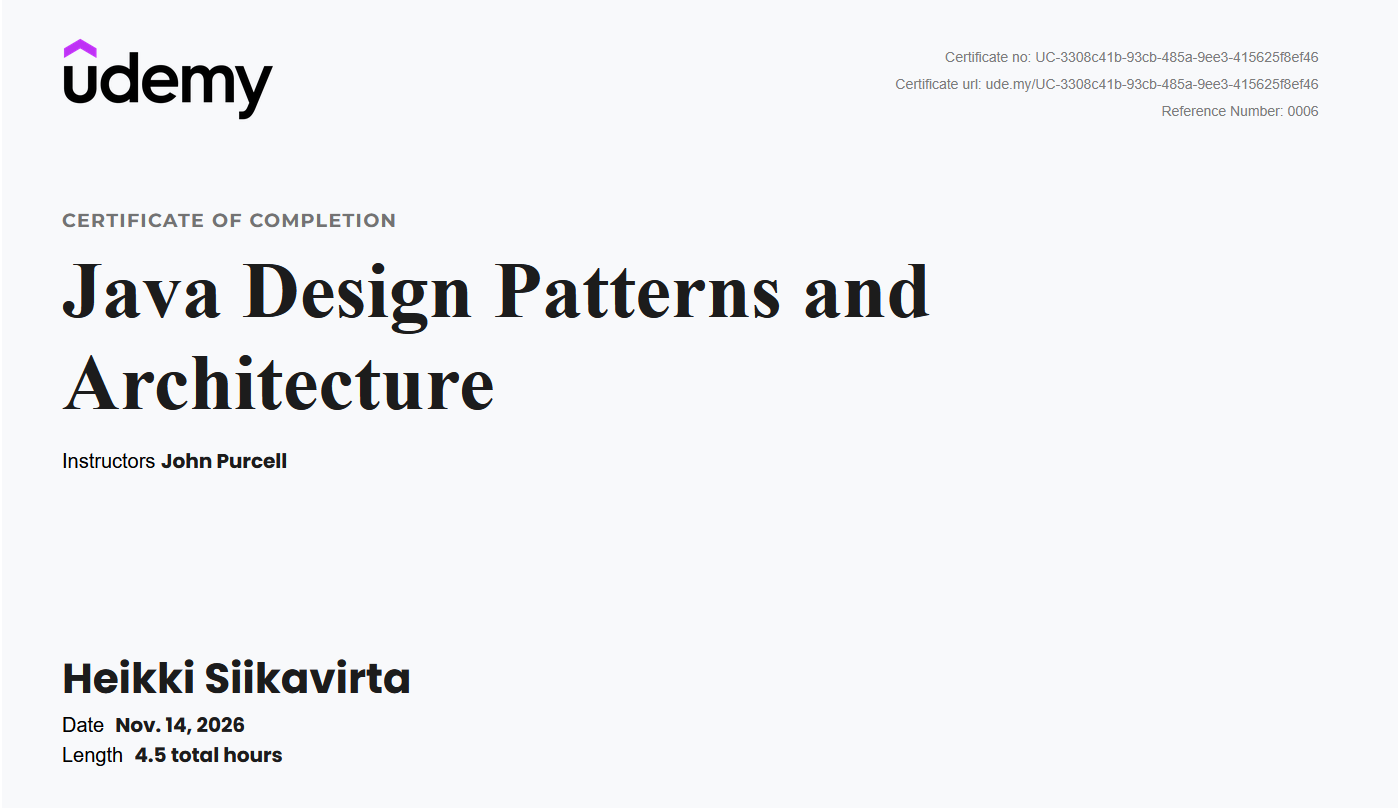 udemy
Certificate no: UC-3308c41b-93cb-485a-9ee3-415625f8ef46
Certificate url: ude.my/UC-3308c41b-93cb-485a-9ee3-415625f8ef46
Reference Number: 0006
CERTIFICATE OF COMPLETION
Java Design Patterns and
Architecture
Instructors John Purcell
Heikki Siikavirta
Date Nov. 14, 2026
Length 4.5 total hours